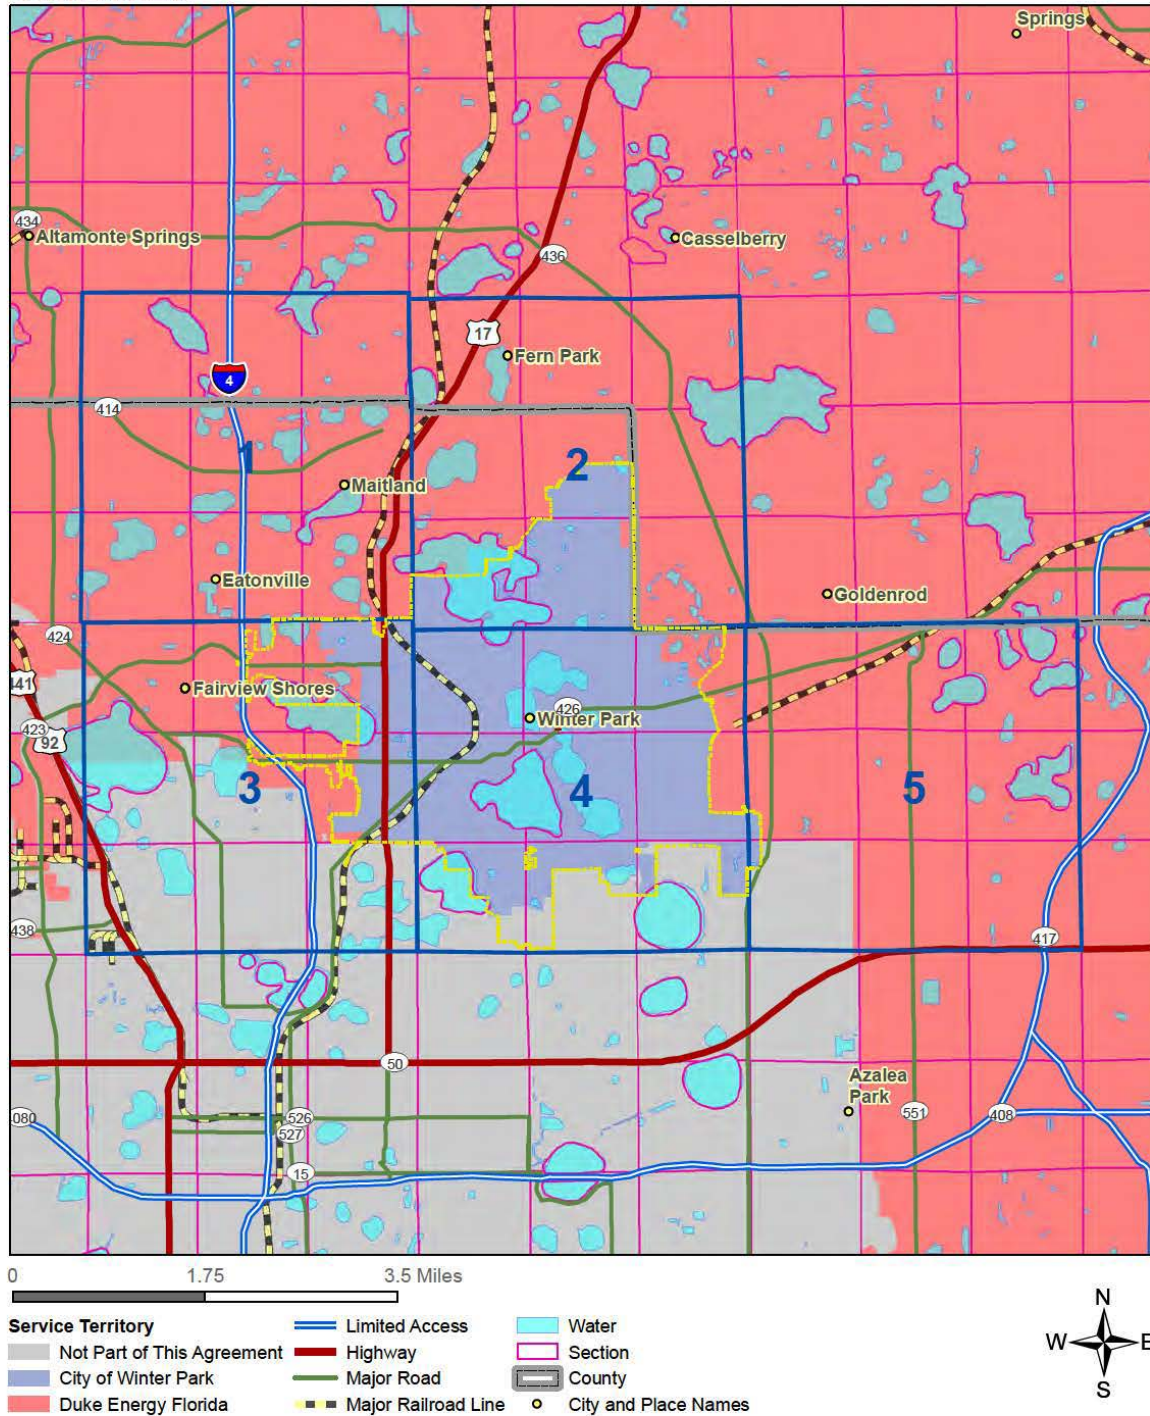 Springs
434
Altamonte Springs
Casselberry
436
17
Fern Park
4
414
1
2
Maitland
Eatonville
Goldenrod
424
441
Fairview Shores
426
Winter Park
423
92
3
4
5
438
417
50
Azalea
Park
080
526
551
408
527
15
0 1.75 3.5 Miles
Service Territory
Not Part of This Agreement
City of Winter Park
Duke Energy Florida
Limited Access
Highway
Major Road
Major Railroad Line
Water
Section
County
City and Place Names
N
W E
S